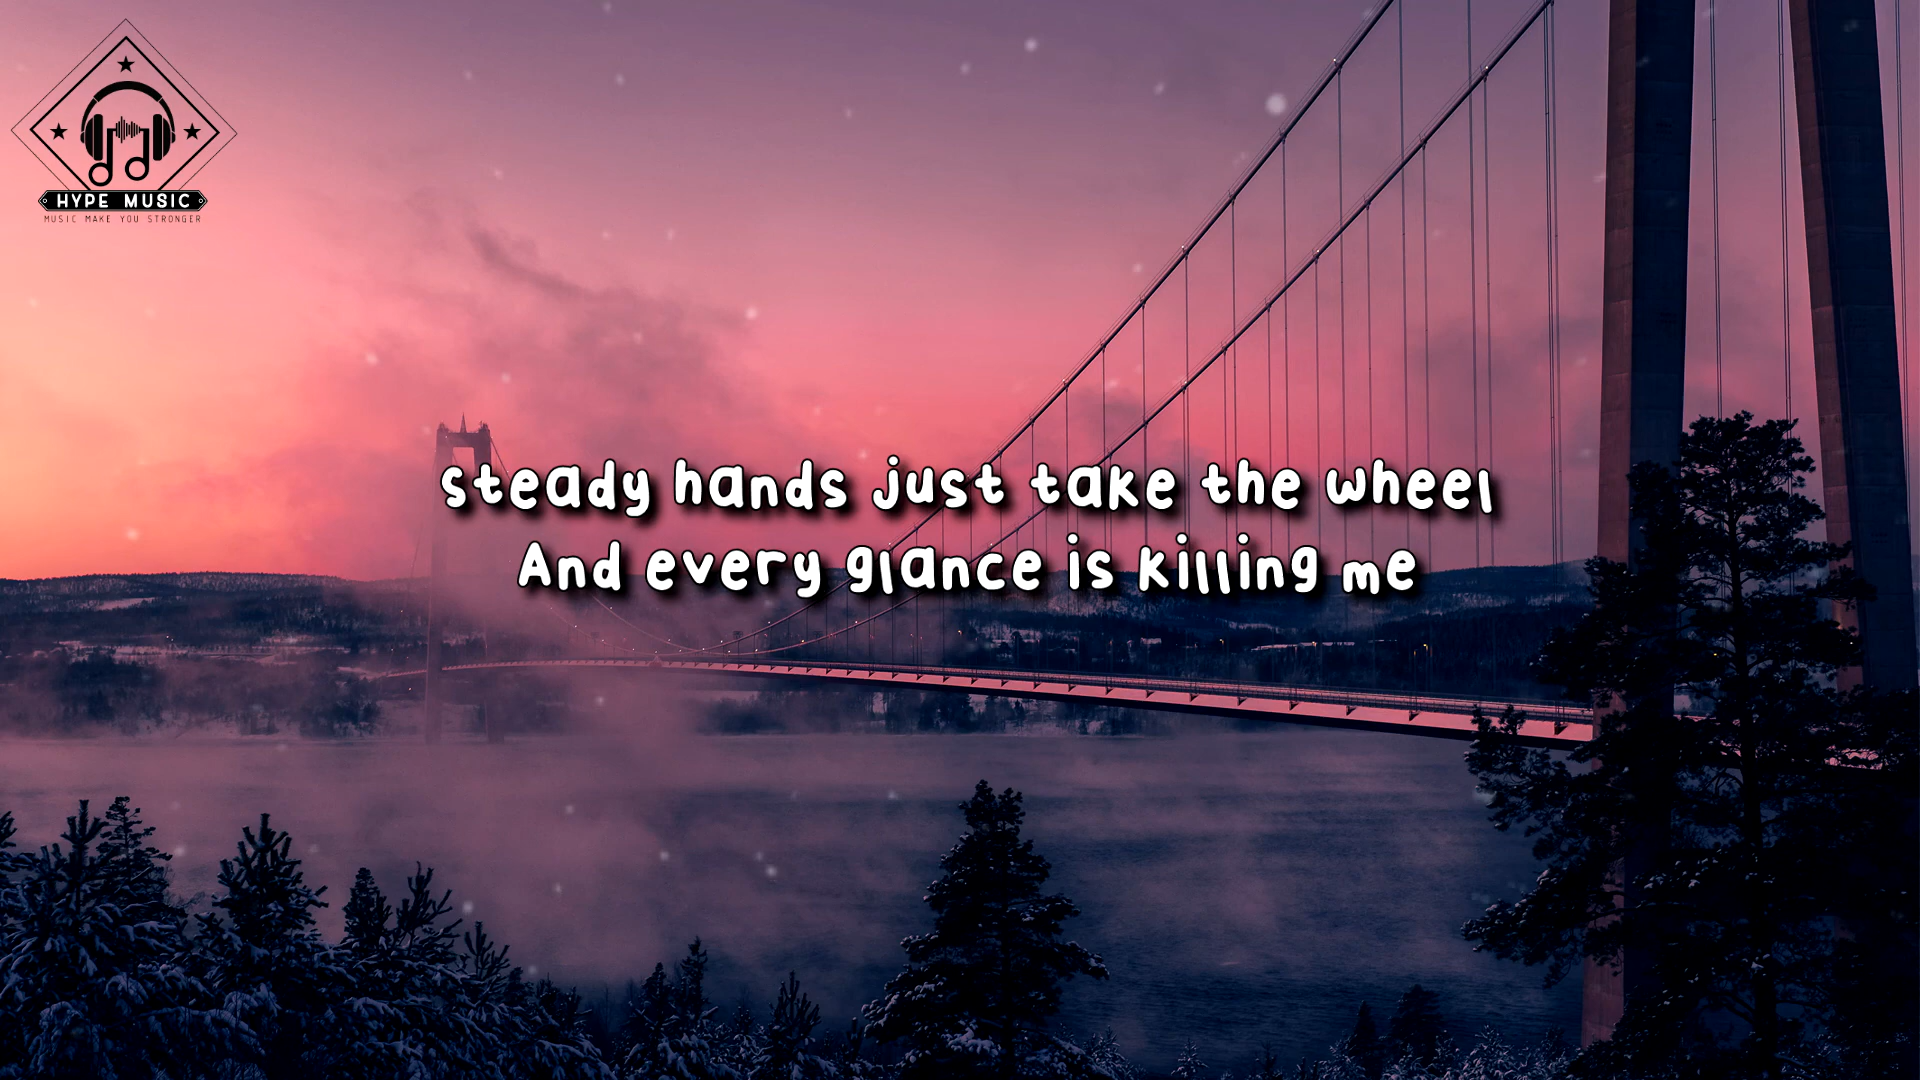 HYPE MUSIC
MUSIC MAKE YOU STRONGER
steady hands just take the wheel
And every glance is killing me